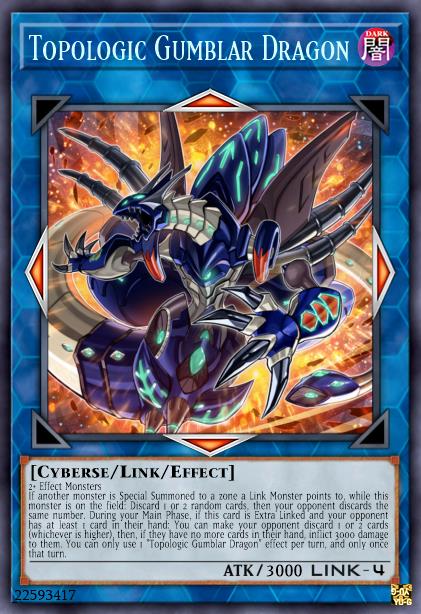 TOPOLOGIC GUMBLAR DRAGON
DARK
闇
[CYBERSE/LINK/EFFECT]
2+ Effect Monsters
If another monster is Special Summoned to a zone a Link Monster points to, while this
monster is on the field: Discard 1 or 2 random cards, then your opponent discards the
same number. During your Main Phase, if this card is Extra Linked and your opponent
has at least 1 card in their hand: You can make your opponent discard 1 or 2 cards
(whichever is higher), then, if they have no cards in their hand, inflict 3000 damage
to them. You can only use 1 "Topologic Gumblar Dragon" effect per turn, and only once
that turn.
ATK/3000 LINK-4
22593417